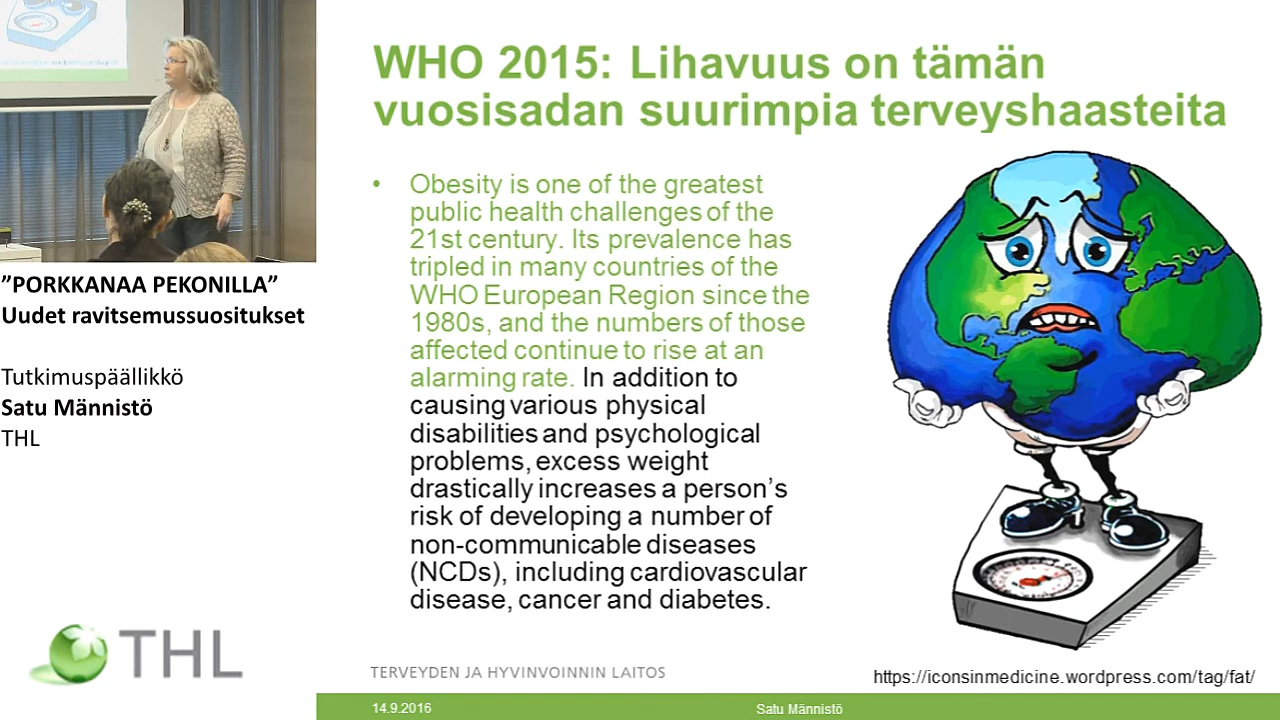 ”PORKKANAA PEKONILLA”
Uudet ravitsemussuositukset
Tutkimuspäällikkö
Satu Männistö
THL
THL
WHO 2015: Lihavuus on tämän
vuosisadan suurimpia terveyshaasteita
• Obesity is one of the greatest
public health challenges of the
21st century. Its prevalence has
tripled in many countries of the
WHO European Region since the
1980s, and the numbers of those
affected continue to rise at an
alarming rate. In addition to
causing various physical
disabilities and psychological
problems, excess weight
drastically increases a person’s
risk of developing a number of
non-communicable diseases
(NCDs), including cardiovascular
disease, cancer and diabetes.
TERVEYDEN JA HYVINVOINNIN LAITOS
https://iconsinmedicine.wordpress.com/tag/fat/
14.9.2016
Satu Männistö